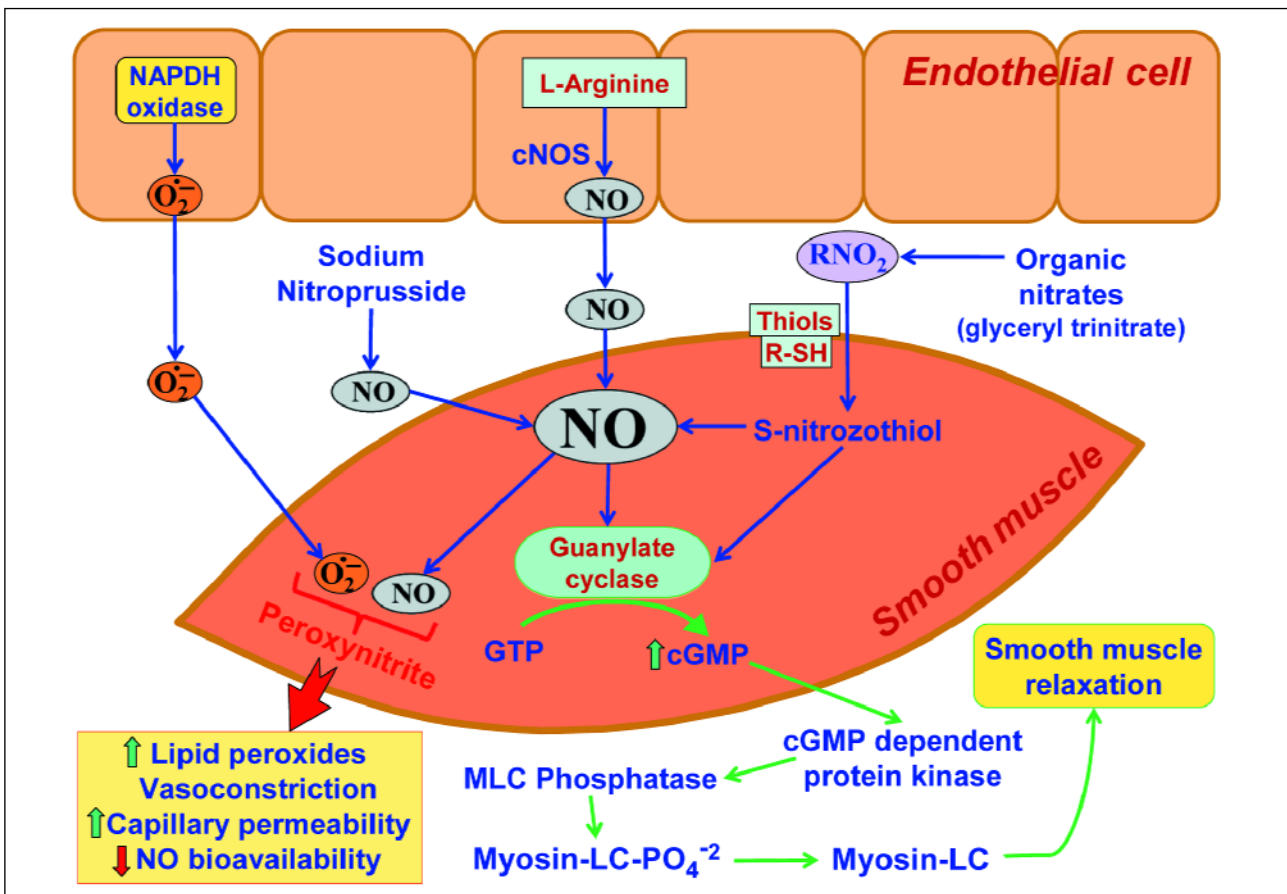 NAPDH
oxidase
L-Arginine
Endothelial cell
cNOS
O₂•−
NO
Sodium
Nitroprusside
RNO₂
Organic
nitrates
(glyceryl trinitrate)
NO
Thiols
R-SH
O₂•−
NO
NO
S-nitrozothiol
Smooth muscle
Guanylate
cyclase
O₂•−
NO
Peroxynitrite
GTP
cGMP
Smooth muscle
relaxation
Lipid peroxides
Vasoconstriction
Capillary permeability
NO bioavailability
cGMP dependent
protein kinase
MLC Phosphatase
Myosin-LC-PO₄⁻²
Myosin-LC